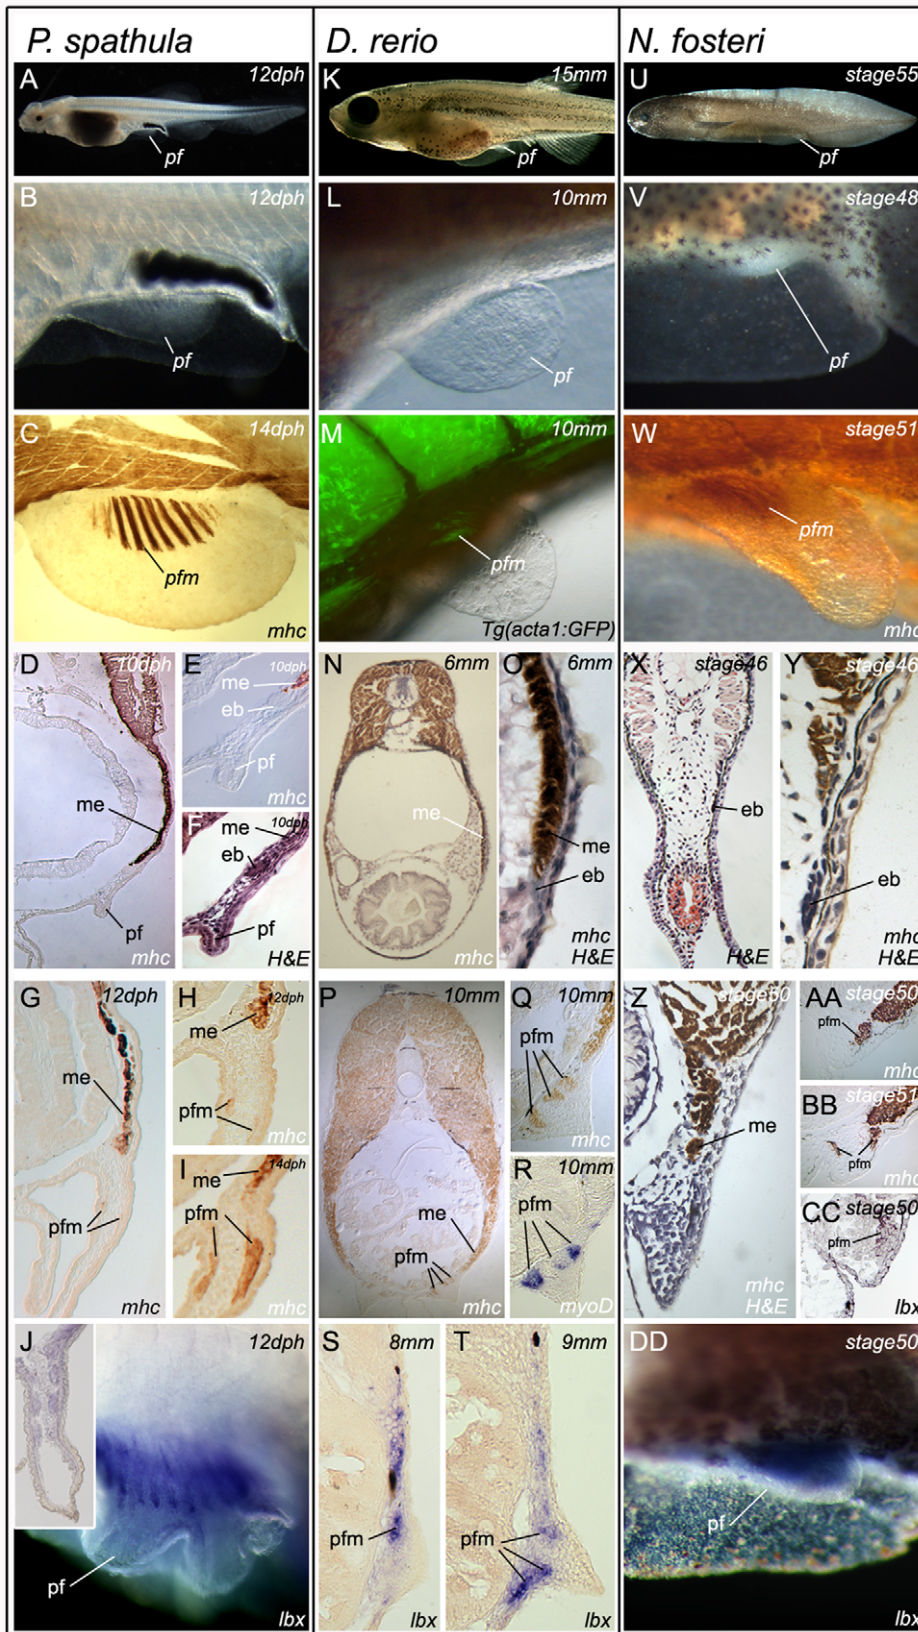 P. spathula
D. rerio
N. fosteri
A 12dph
pf
K 15mm
pf
U stage55
pf
B 12dph
pf
L 10mm
pf
V stage48
pf
C 14dph
pfm
mhc
M 10mm
pfm
Tg(acta1:GFP)
W stage51
pfm
mhc
D 10dph
me
pf
mhc
E 10dph
me
eb
pf
mhc
F 10dph
me
eb
pf
H&E
N 6mm
me
mhc
O 6mm
me
eb
mhc
H&E
X stage46
eb
H&E
Y stage46
eb
mhc
H&E
G 12dph
me
pfm
mhc
H 12dph
me
pfm
mhc
I 14dph
me
pfm
mhc
P 10mm
me
pfm
mhc
Q 10mm
pfm
mhc
R 10mm
pfm
myoD
Z stage50
me
mhc
H&E
AA stage50
pfm
mhc
BB stage51
pfm
mhc
CC stage50
pfm
lbx
J 12dph
pf
lbx
S 8mm
pfm
lbx
T 9mm
pfm
lbx
DD stage50
pf
lbx